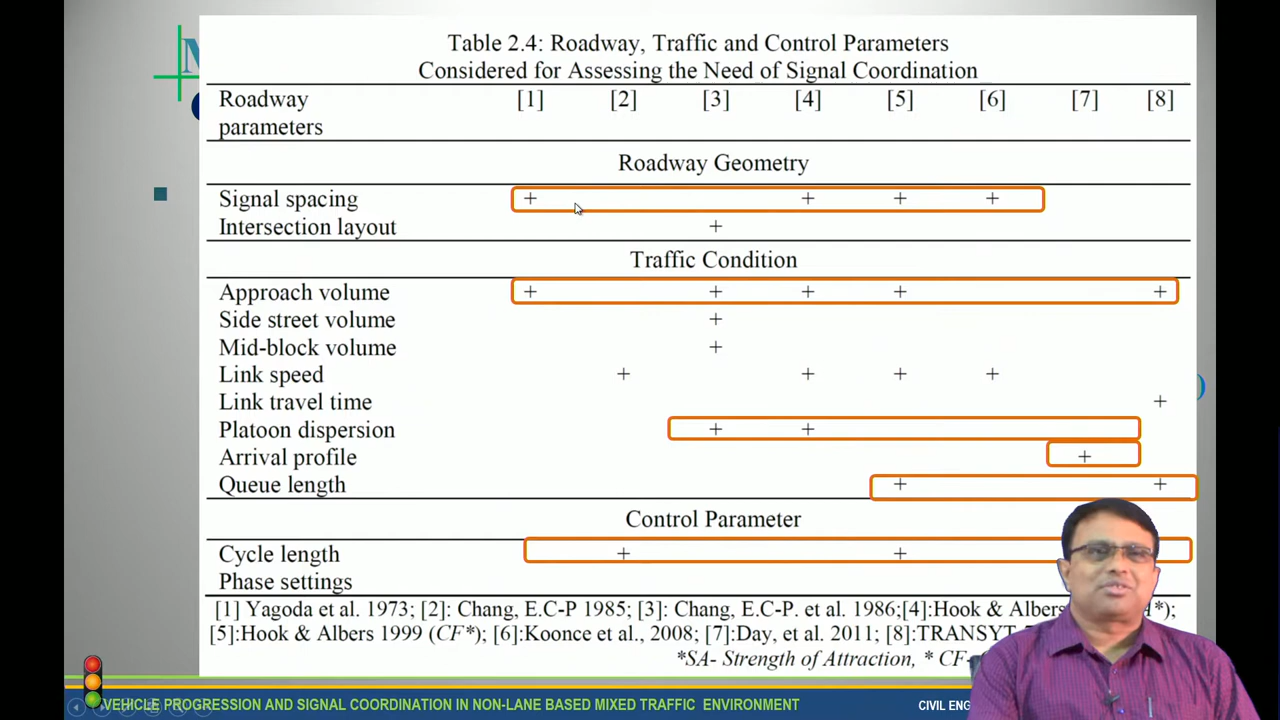 Table 2.4: Roadway, Traffic and Control Parameters
Considered for Assessing the Need of Signal Coordination
Roadway parameters [1] [2] [3] [4] [5] [6] [7] [8]
Roadway Geometry
Signal spacing + + + +
Intersection layout +
Traffic Condition
Approach volume + + + + +
Side street volume +
Mid-block volume +
Link speed + + + +
Link travel time +
Platoon dispersion + +
Arrival profile +
Queue length + +
Control Parameter
Cycle length + +
Phase settings
[1] Yagoda et al. 1973; [2]: Chang, E.C-P 1985; [3]: Chang, E.C-P. et al. 1986;[4]:Hook & Albers *);
[5]:Hook & Albers 1999 (CF*); [6]:Koonce et al., 2008; [7]:Day, et al. 2011; [8]:TRANSYT-
*SA- Strength of Attraction, * CF-
VEHICLE PROGRESSION AND SIGNAL COORDINATION IN NON-LANE BASED MIXED TRAFFIC ENVIRONMENT
CIVIL